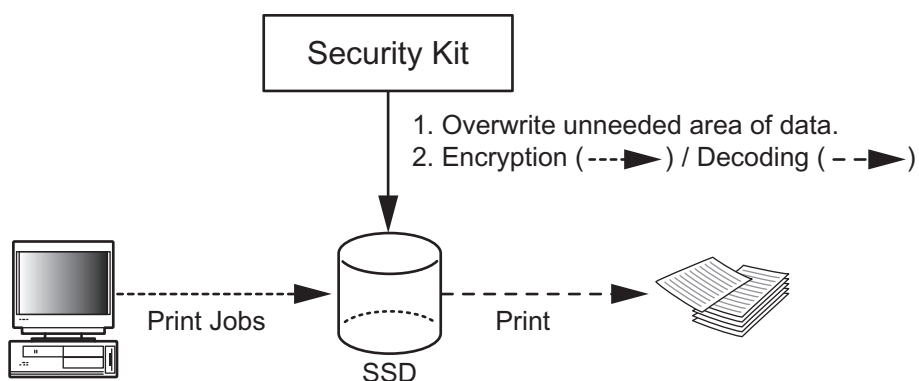 Security Kit
1. Overwrite unneeded area of data.
2. Encryption ( ) / Decoding ( )
Print Jobs
Print
SSD